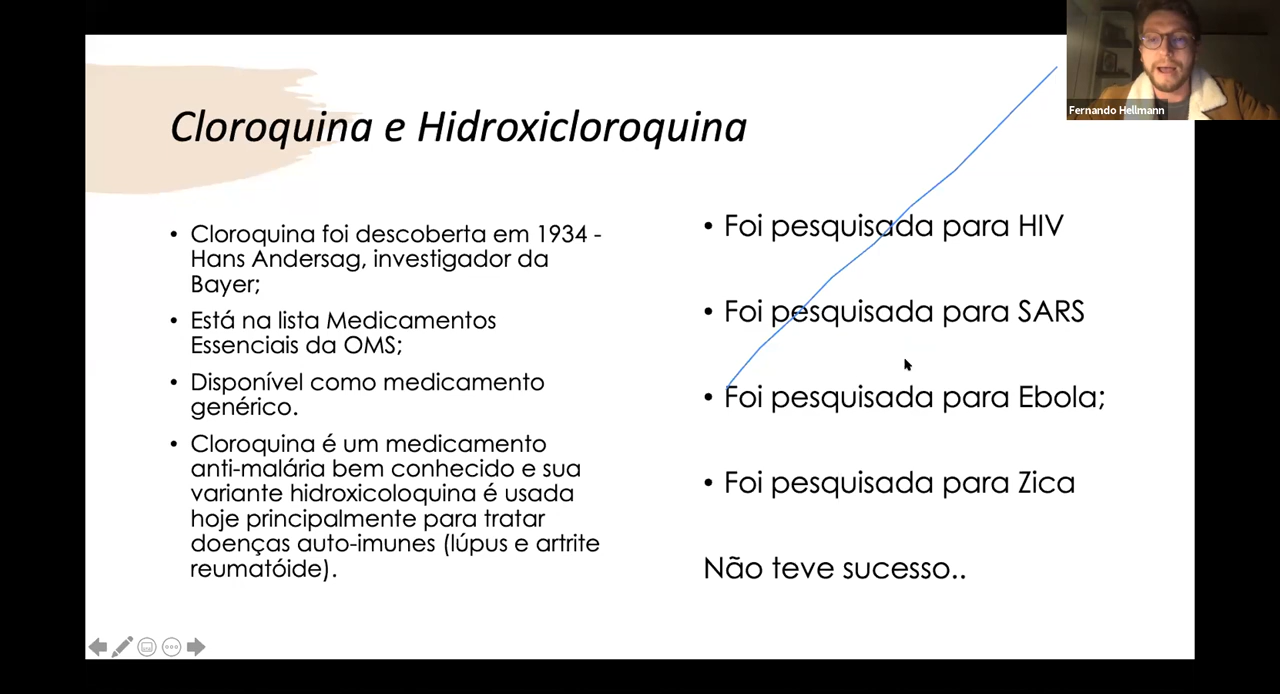 Fernando Hellmann
Cloroquina e Hidroxicloroquina
• Cloroquina foi descoberta em 1934 -
Hans Andersag, investigador da
Bayer;
• Está na lista Medicamentos
Essenciais da OMS;
• Disponível como medicamento
genérico.
• Cloroquina é um medicamento
anti-malária bem conhecido e sua
variante hidroxicoloquina é usada
hoje principalmente para tratar
doenças auto-imunes (lúpus e artrite
reumatóide).
• Foi pesquisada para HIV
• Foi pesquisada para SARS
• Foi pesquisada para Ebola;
• Foi pesquisada para Zica
Não teve sucesso..